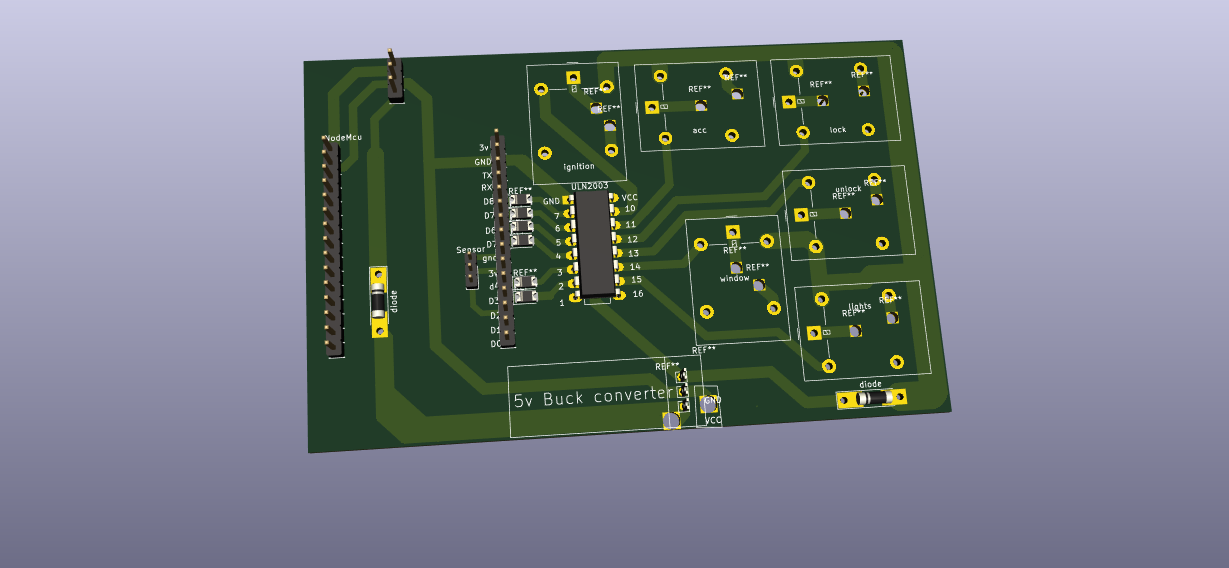 NodeMcu
3v
GND
TX
RX
D8
D7
D6
D7
gnd
3v
d4
D3
D2
D1
D0
Sensor
diode
REF**
REF**
ULN2003
GND
7
6
5
4
3
2
1
VCC
10
11
12
13
14
15
16
REF**
REF**
ignition
REF**
REF**
acc
REF**
REF**
lock
REF**
unlock
REF**
REF**
REF**
window
REF**
lights
REF**
diode
REF**
REF**
5v Buck converter
GND
VCC